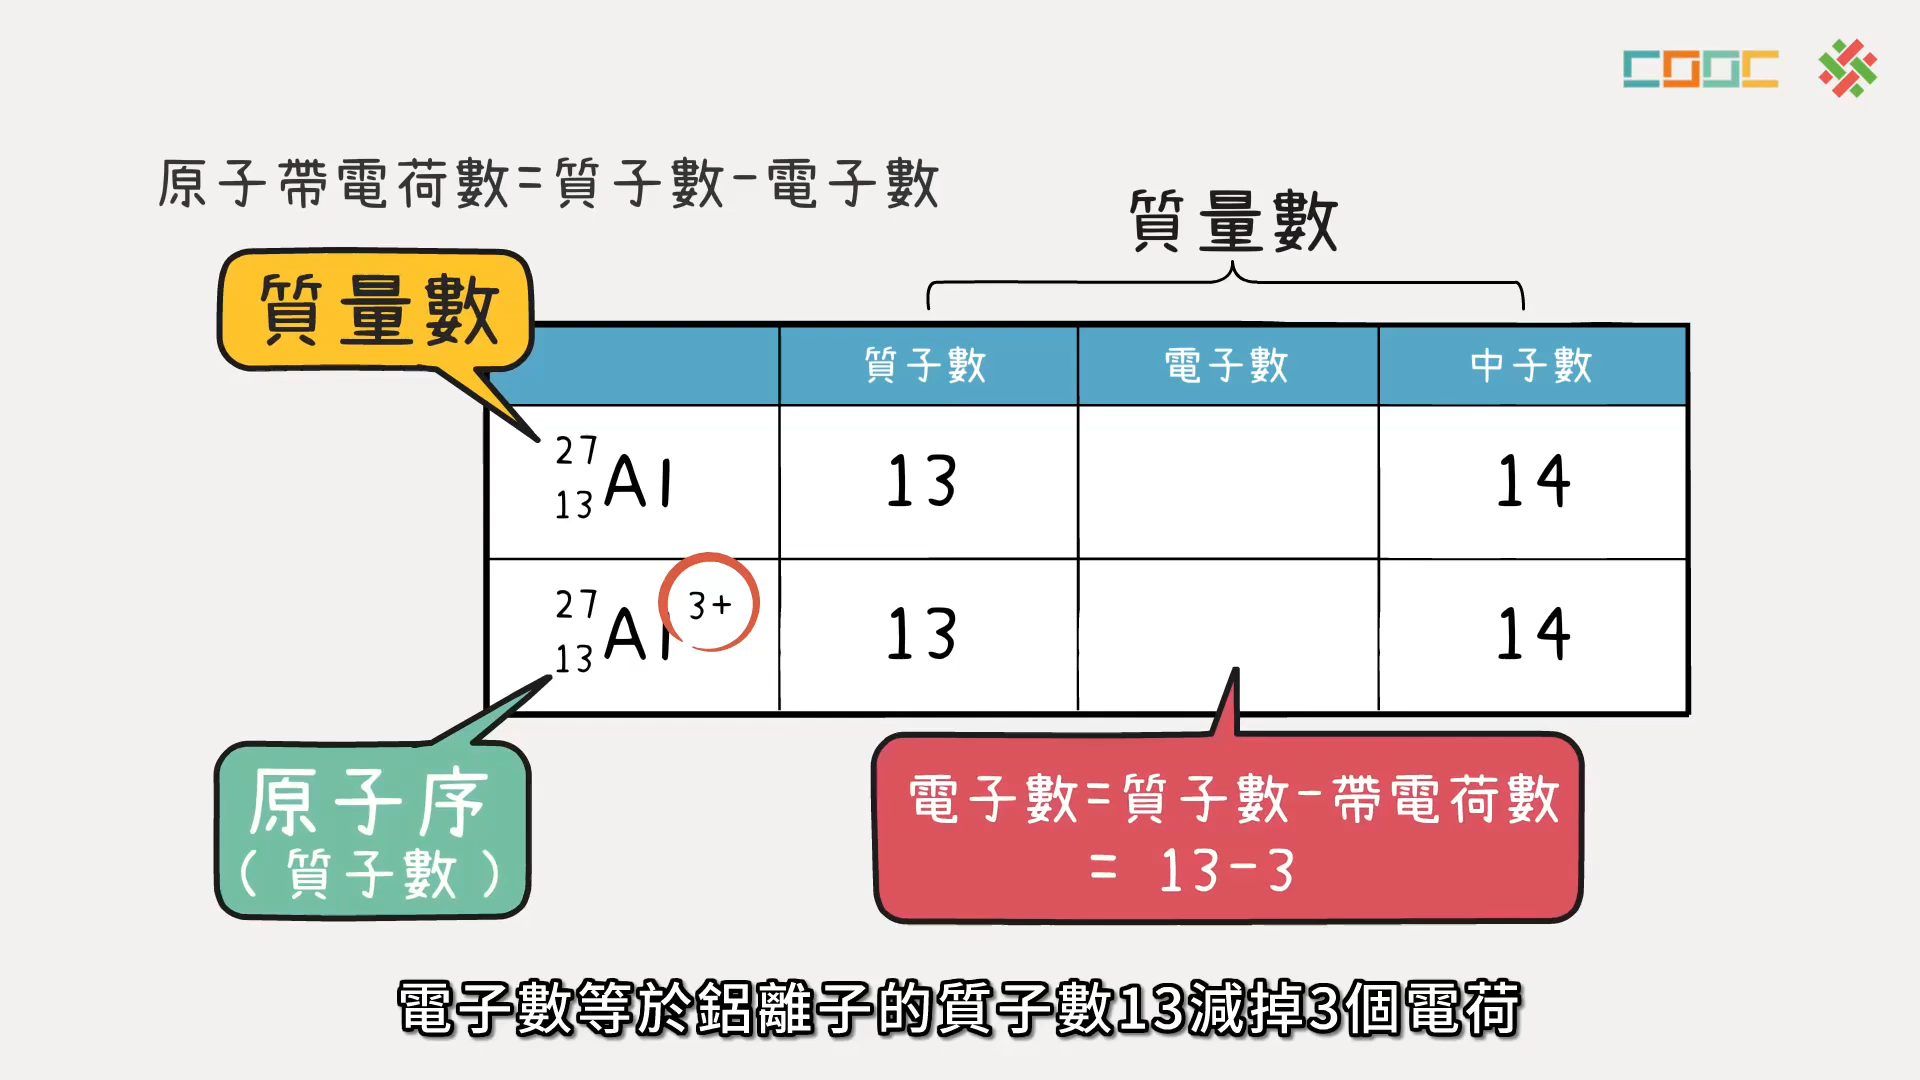 COOC
原子帶電荷數=質子數-電子數
質量數
質量數
質子數 電子數 中子數
27 13 Al 13 14
27 13 Al 3+ 13 14
原子序
(質子數)
電子數=質子數-帶電荷數
= 13-3
電子數等於鋁離子的質子數13減掉3個電荷